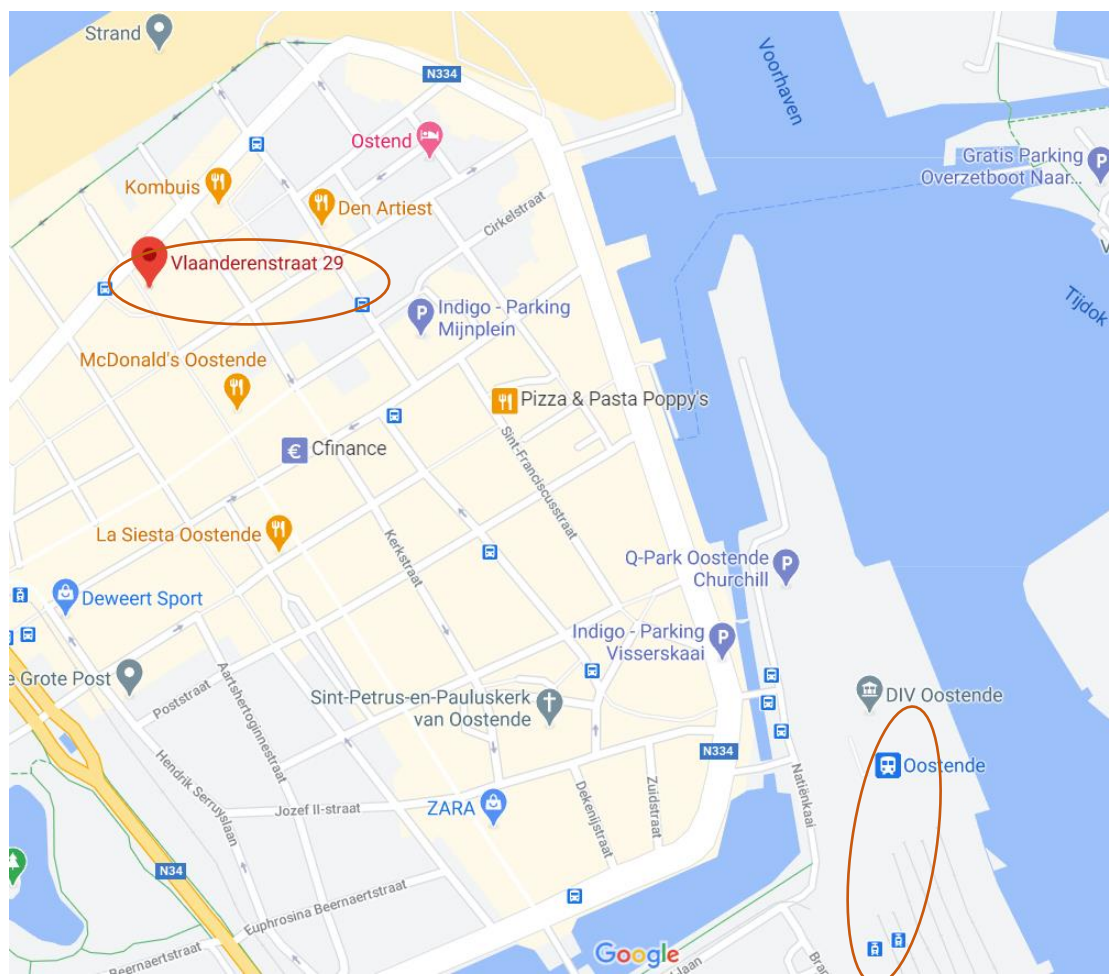 Strand
N334
Voorhaven
Ostend
Gratis Parking
Overzetboot Naar...
Kombuis
Den Artiest
Cirkelstraat
V
Vlaanderenstraat 29
Tijdok
Indigo - Parking
Mijnplein
McDonald's Oostende
Pizza & Pasta Poppy's
Cfinance
Sint-Franciscusstraat
La Siesta Oostende
Kerkstraat
Q-Park Oostende
Churchill
Deweert Sport
Indigo - Parking
Visserskaai
e Grote Post
Poststraat
Aartshertoginnestraat
Sint-Petrus-en-Pauluskerk
van Oostende
DIV Oostende
N334
Oostende
Hendrik Serruyslaan
Jozef II-straat
ZARA
Dekenijstraat
Zuidstraat
Natiënkaai
N34
Euphrosina Beernaertstraat
Beernaertstraat
Google
Bran
laan